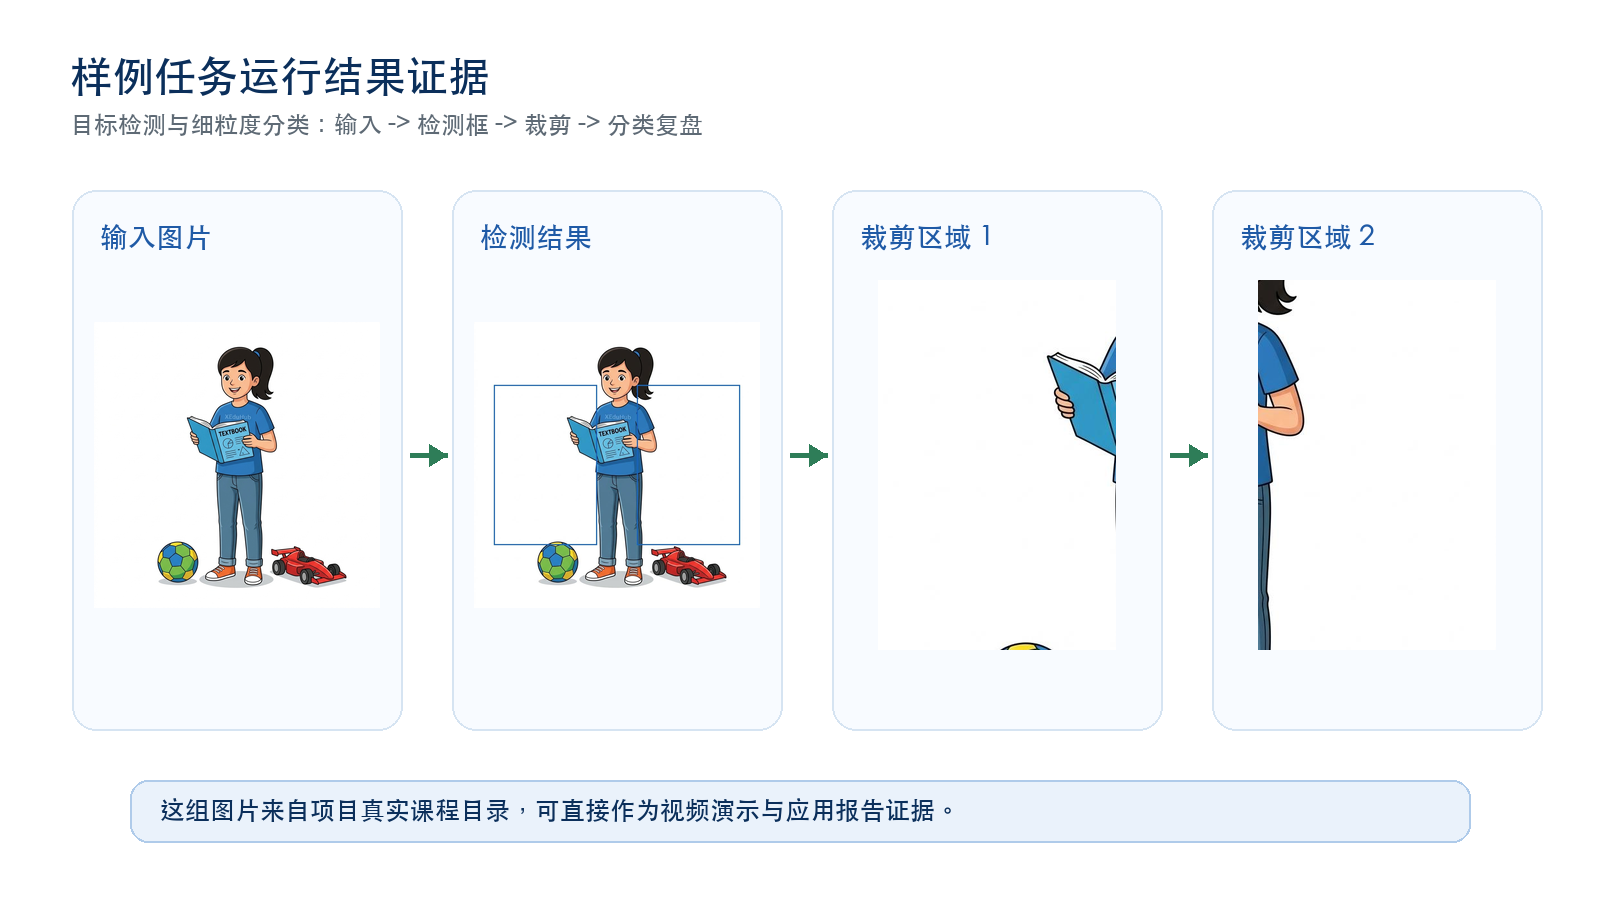 样例任务运行结果证据
目标检测与细粒度分类：输入 -> 检测框 -> 裁剪 -> 分类复盘
输入图片
检测结果
裁剪区域 1
裁剪区域 2
TEXTBOOK
TEXTBOOK
这组图片来自项目真实课程目录，可直接作为视频演示与应用报告证据。